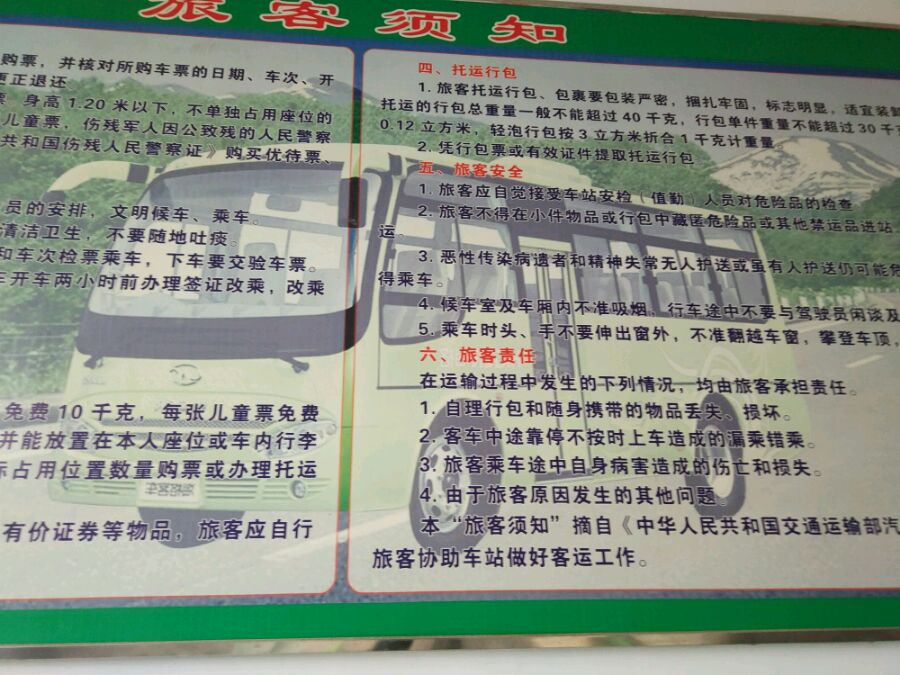 旅客须知
购票，并核对所购车票的日期、车次、开
更正退还。
票，身高1.20米以下，不单独占用座位的
儿童票，伤残军人因公致残的人民警察
共和国伤残人民警察证》购买优待票、
员的安排，文明候车、乘车。
清洁卫生，不要随地吐痰。
和车次检票乘车，下车要交验车票。
车开车两小时前办理签证改乘，改乘
免费10千克，每张儿童票免费
并能放置在本人座位或车内行李
际占用位置数量购票或办理托运
有价证券等物品，旅客应自行
四、托运行包
1. 旅客托运行包、包裹要包装严密，捆扎牢固，标志明显，适宜装卸
托运的行包总重量一般不能超过40千克，行包单件重量不能超过30千克
0.12立方米，轻泡行包按3立方米折合1千克计重量。
2. 凭行包票或有效证件提取托运行包
五、旅客安全
1. 旅客应自觉接受车站安检（值勤）人员对危险品的检查
2. 旅客不得在小件物品或行包中藏匿危险品或其他禁运品进站
运。
3. 恶性传染病遗者和精神失常无人护送或虽有人护送仍可能危
得乘车。
4. 候车室及车厢内不准吸烟，行车途中不要与驾驶员闲谈及
5. 乘车时头、手不要伸出窗外，不准翻越车窗，攀登车顶，
六、旅客责任
在运输过程中发生的下列情况，均由旅客承担责任。
1. 自理行包和随身携带的物品丢失、损坏。
2. 客车中途靠停不按时上车造成的漏乘错乘。
3. 旅客乘车途中自身病害造成的伤亡和损失。
4. 由于旅客原因发生的其他问题。
本“旅客须知”摘自《中华人民共和国交通运输部汽
旅客协助车站做好客运工作。